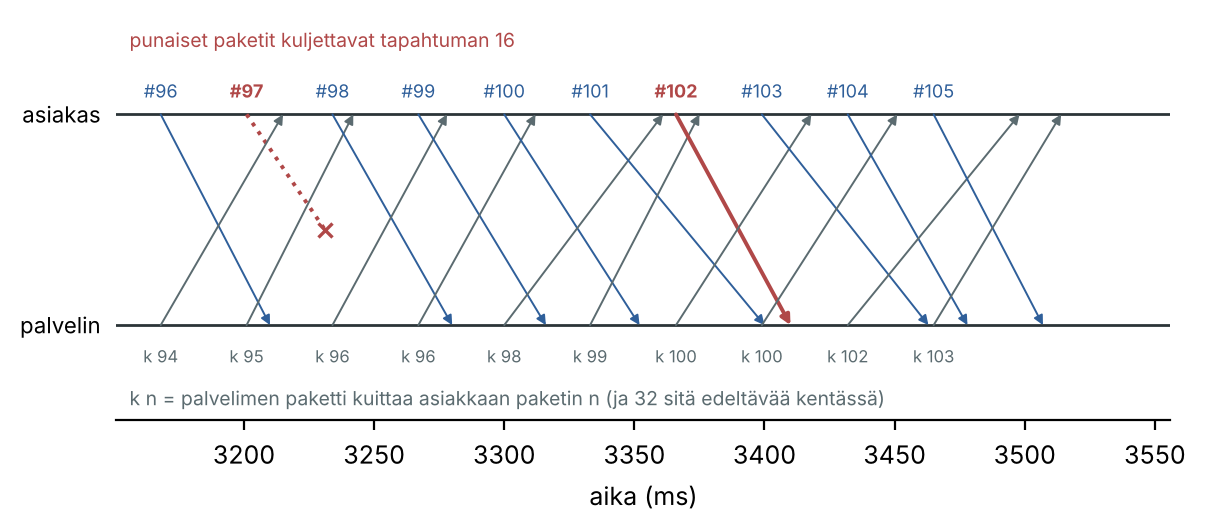 punaiset paketit kuljettavat tapahtuman 16
#96 #97 #98 #99 #100 #101 #102 #103 #104 #105
asiakas
palvelin
k 94 k 95 k 96 k 96 k 98 k 99 k 100 k 100 k 102 k 103
k n = palvelimen paketti kuittaa asiakkaan paketin n (ja 32 sitä edeltävää kentässä)
3200 3250 3300 3350 3400 3450 3500 3550
aika (ms)